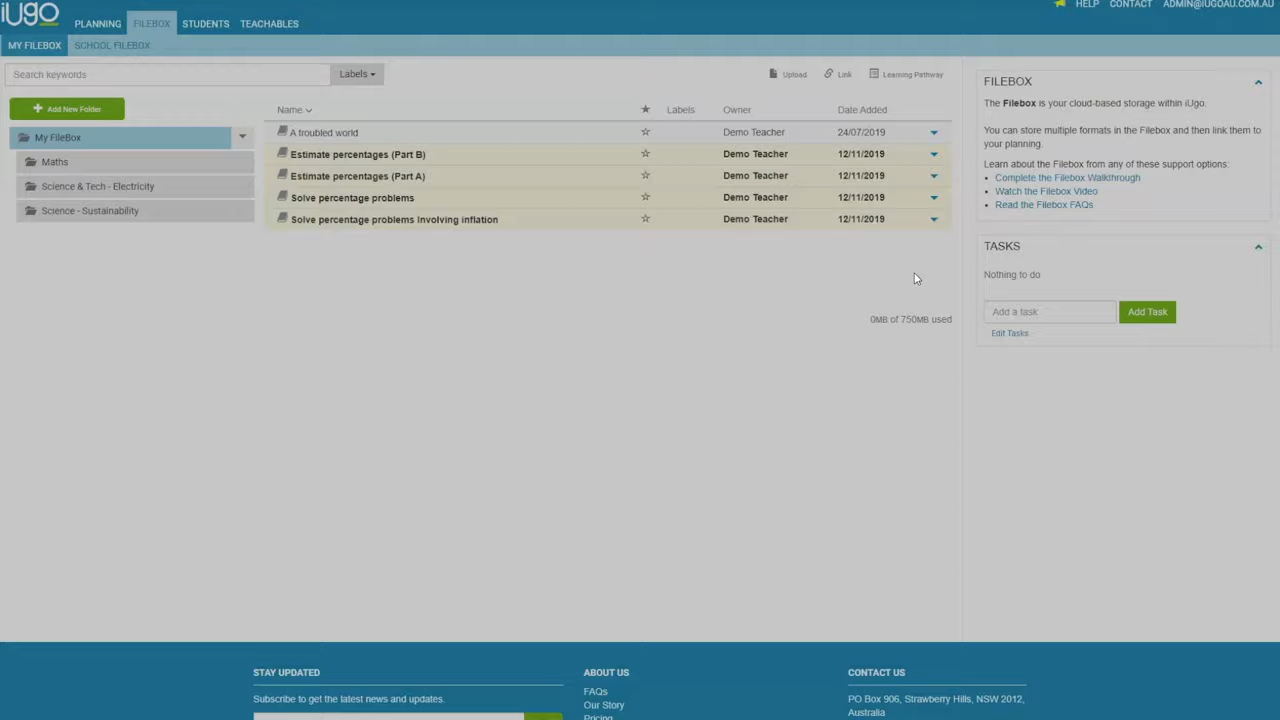 iUgo
PLANNING
FILEBOX
STUDENTS
TEACHABLES
HELP
CONTACT
ADMIN@IUGOAU.COM.AU
MY FILEBOX
SCHOOL FILEBOX
Search keywords
Labels
Upload
Link
Learning Pathway
Add New Folder
My FileBox
Maths
Science & Tech - Electricity
Science - Sustainability
Name Labels Owner Date Added
A troubled world Demo Teacher 24/07/2019
Estimate percentages (Part B) Demo Teacher 12/11/2019
Estimate percentages (Part A) Demo Teacher 12/11/2019
Solve percentage problems Demo Teacher 12/11/2019
Solve percentage problems Involving inflation Demo Teacher 12/11/2019
0MB of 750MB used
FILEBOX
The Filebox is your cloud-based storage within iUgo.
You can store multiple formats in the Filebox and then link them to
your planning.
Learn about the Filebox from any of these support options:
Complete the Filebox Walkthrough
Watch the Filebox Video
Read the Filebox FAQs
TASKS
Nothing to do
Add a task
Add Task
Edit Tasks
STAY UPDATED
Subscribe to get the latest news and updates.
ABOUT US
FAQs
Our Story
Pricing
CONTACT US
PO Box 906, Strawberry Hills, NSW 2012,
Australia